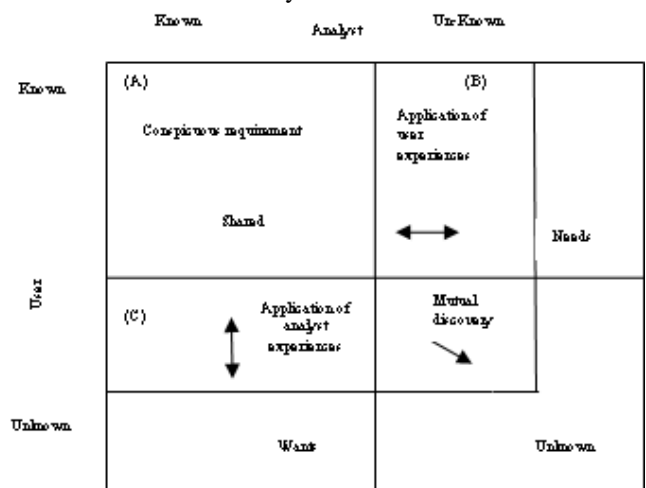 Known Analyst Un-Known
Known
(A) (B)
Conspicuous requirement
Application of
user
experiences
Shared
Needs
User
(C)
Application of
analyst
experiences
Mutual
discovery
Unknown
Wants
Unknown